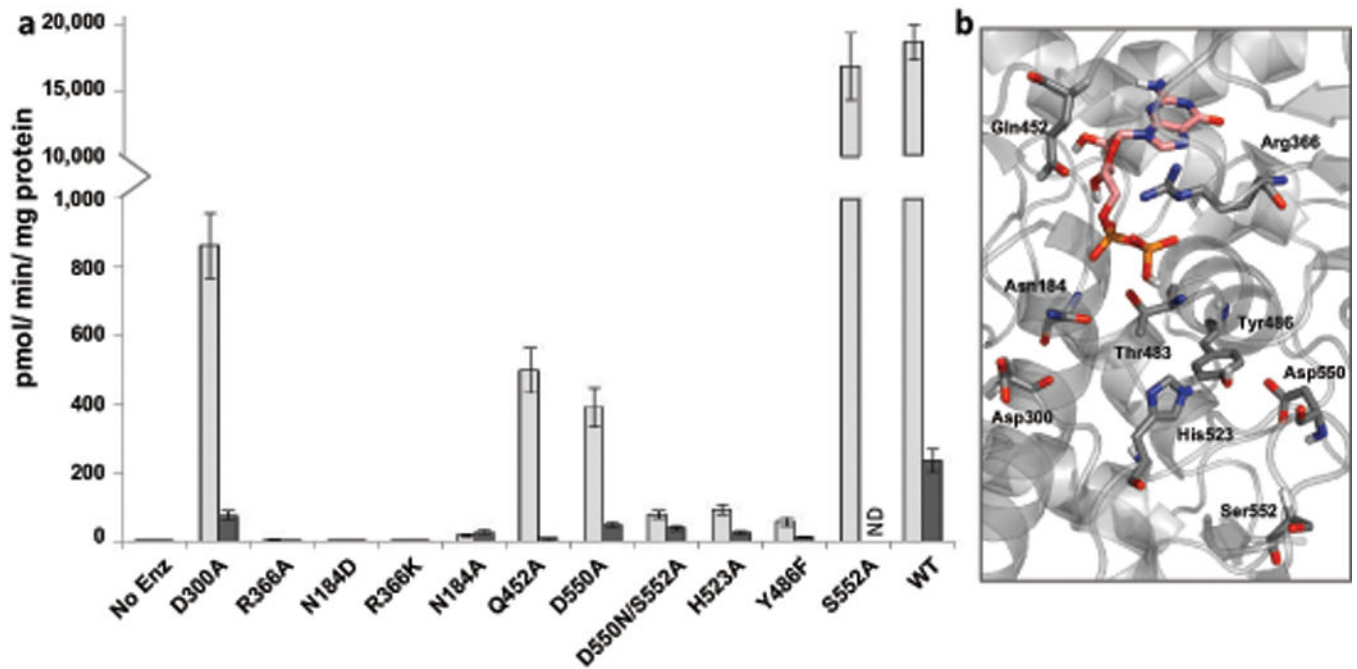 a
20,000
15,000
10,000
1,000
800
600
400
200
0
pmol/ min/ mg protein
No Enz
D300A
R366A
N184D
R366K
N184A
Q452A
D550A
D550N/S552A
H523A
Y486F
S552A
WT
ND
b
Gln452
Arg366
Asn184
Tyr486
Thr483
Asp550
Asp300
His523
Ser552